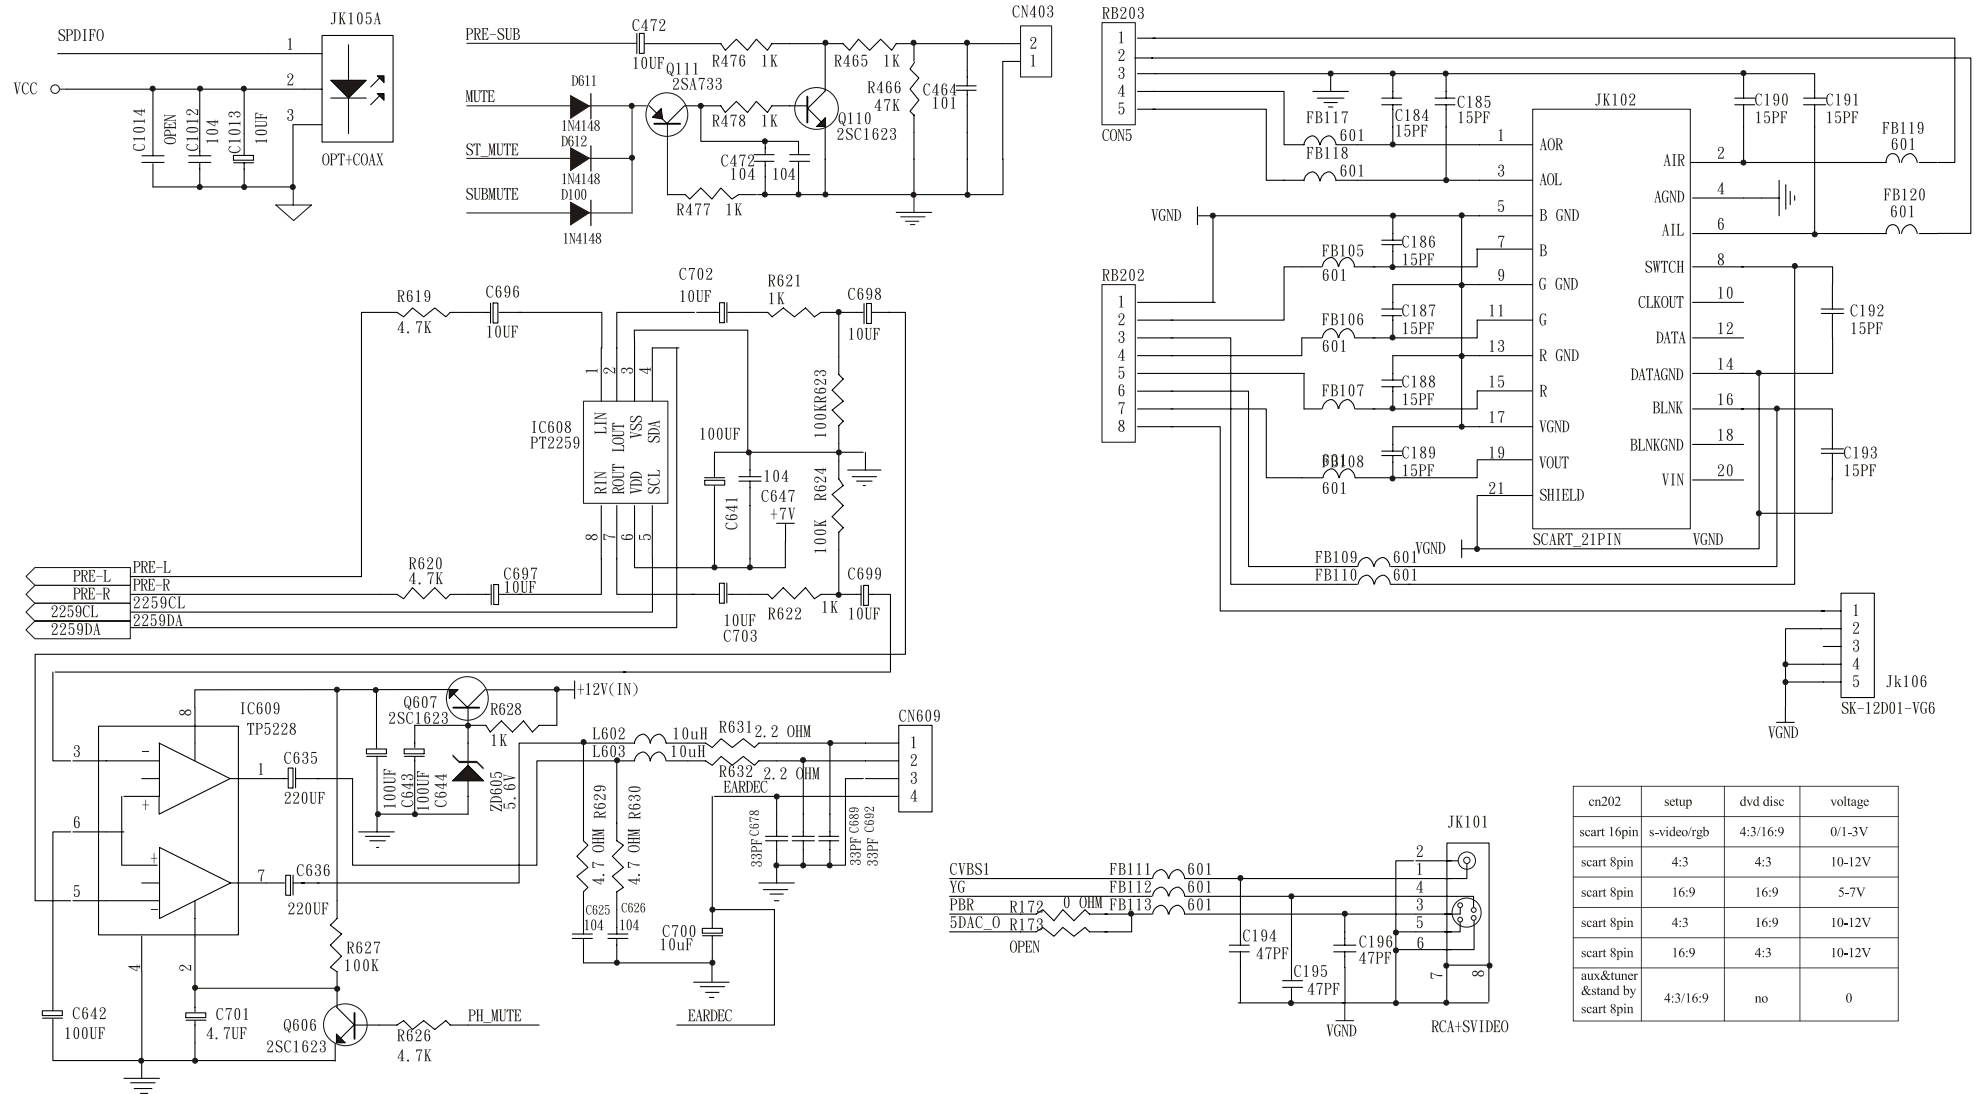 JK105A
SPDIFO
1
VCC
2
3
C1014
OPEN
C1012
104
C1013
10UF
OPT+COAX
PRE-SUB
C472
10UF
R476 1K
R465 1K
CN403
2
1
Q111
2SA733
D611
MUTE
1N4148
R478 1K
Q110
2SC1623
R466
47K
C464
101
D612
ST_MUTE
1N4148
C472
104
104
SUBMUTE
D100
1N4148
R477 1K
RB203
1
2
3
4
5
CON5
FB117
601
FB118
601
C184
15PF
C185
15PF
JK102
C190
15PF
C191
15PF
FB119
601
FB120
601
1 AOR
3 AOL
5 B GND
7 B
9 G GND
11 G
13 R GND
15 R
17 VGND
19 VOUT
21 SHIELD
AIR 2
AGND 4
AIL 6
SWTCH 8
CLKOUT 10
DATA 12
DATAGND 14
BLNK 16
BLNKGND 18
VIN 20
SCART_21PIN
VGND
VGND
VGND
RB202
1
2
3
4
5
6
7
8
FB105
601
FB106
601
FB107
601
FB108
601
C186
15PF
C187
15PF
C188
15PF
C189
15PF
C192
15PF
C193
15PF
FB109 601
FB110 601
1
2
3
4
5
Jk106
SK-12D01-VG6
VGND
R619
4.7K
C696
10UF
C702
10UF
R621
1K
C698
10UF
1
2
3
4
IC608
PT2259
LIN
LOUT
VSS
SDA
RIN
ROUT
VDD
SCL
8
7
6
5
100UF
C641
104
C647
+7V
100K R623
100K R624
PRE-L PRE-L
PRE-R PRE-R
2259CL 2259CL
2259DA 2259DA
R620
4.7K
C697
10UF
10UF
C703
R622 1K
C699
10UF
IC609
TP5228
8
3
−
+
1
6
5
+
−
7
4
2
C635
220UF
C636
220UF
Q607
2SC1623
+12V(IN)
R628
1K
100UF
C643
100UF
C644
ZD605
5.6V
L602 10uH
L603 10uH
R631 2.2 OHM
R632 2.2 OHM
EARDEC
CN609
1
2
3
4
4.7 OHM R629
4.7 OHM R630
33PF C678
33PF C689
33PF C692
C625
104
C626
104
C700
10uF
EARDEC
C642
100UF
C701
4.7UF
R627
100K
Q606
2SC1623
R626
4.7K
PH_MUTE
CVBS1
YG
PBR
5DAC_O
FB111 601
FB112 601
FB113 601
R172 0 OHM
R173
OPEN
C194
47PF
C195
47PF
C196
47PF
VGND
JK101
2
1
4
3
5
6
7
8
RCA+SVIDEO
cn202 setup dvd disc voltage
scart 16pin s-video/rgb 4:3/16:9 0/1-3V
scart 8pin 4:3 4:3 10-12V
scart 8pin 16:9 16:9 5-7V
scart 8pin 4:3 16:9 10-12V
scart 8pin 16:9 4:3 10-12V
aux&tuner
&stand by
scart 8pin 4:3/16:9 no 0